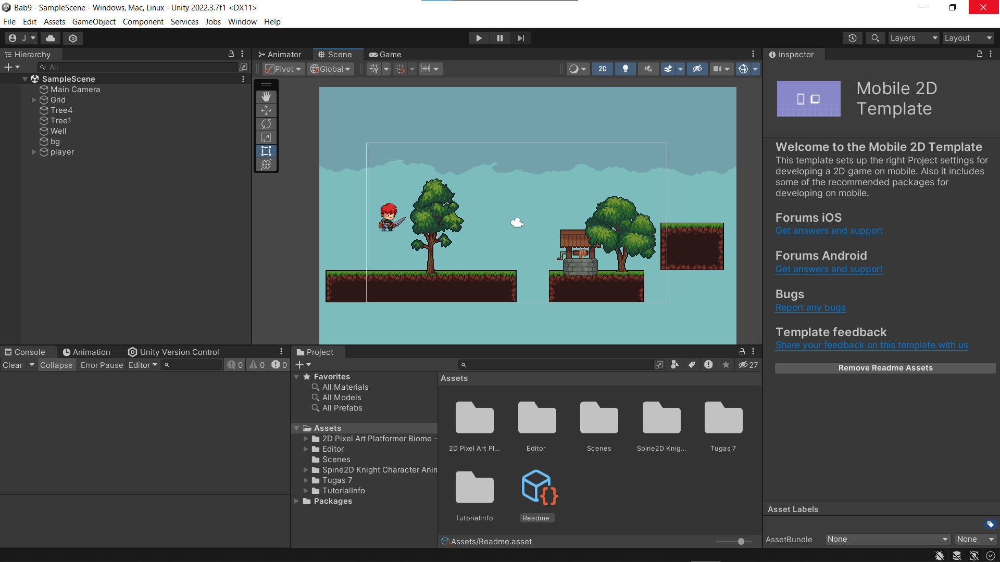 Bab9 - SampleScene - Windows, Mac, Linux - Unity 2022.3.7f1 <DX11>
File Edit Assets GameObject Component Services Jobs Window Help
J
Layers
Layout
Hierarchy
All
SampleScene
Main Camera
Grid
Tree4
Tree1
Well
bg
player
Animator Scene Game
Pivot Global
2D
Inspector
Mobile 2D
Template
Welcome to the Mobile 2D Template
This template sets up the right Project settings for
developing a 2D game on mobile. Also it includes
some of the recommended packages for
developing on mobile.
Forums iOS
Get answers and support
Forums Android
Get answers and support
Bugs
Report any bugs
Template feedback
Share your feedback on this template with us
Remove Readme Assets
Console Animation Unity Version Control
Clear Collapse Error Pause Editor 0 0 0
Project
27
Favorites
All Materials
All Models
All Prefabs
Assets
2D Pixel Art Platformer Biome -
Editor
Scenes
Spine2D Knight Character Anim
Tugas 7
TutorialInfo
Packages
Assets
2D Pixel Art Pl... Editor Scenes Spine2D Knig... Tugas 7
TutorialInfo Readme
Assets/Readme.asset
Asset Labels
AssetBundle None None